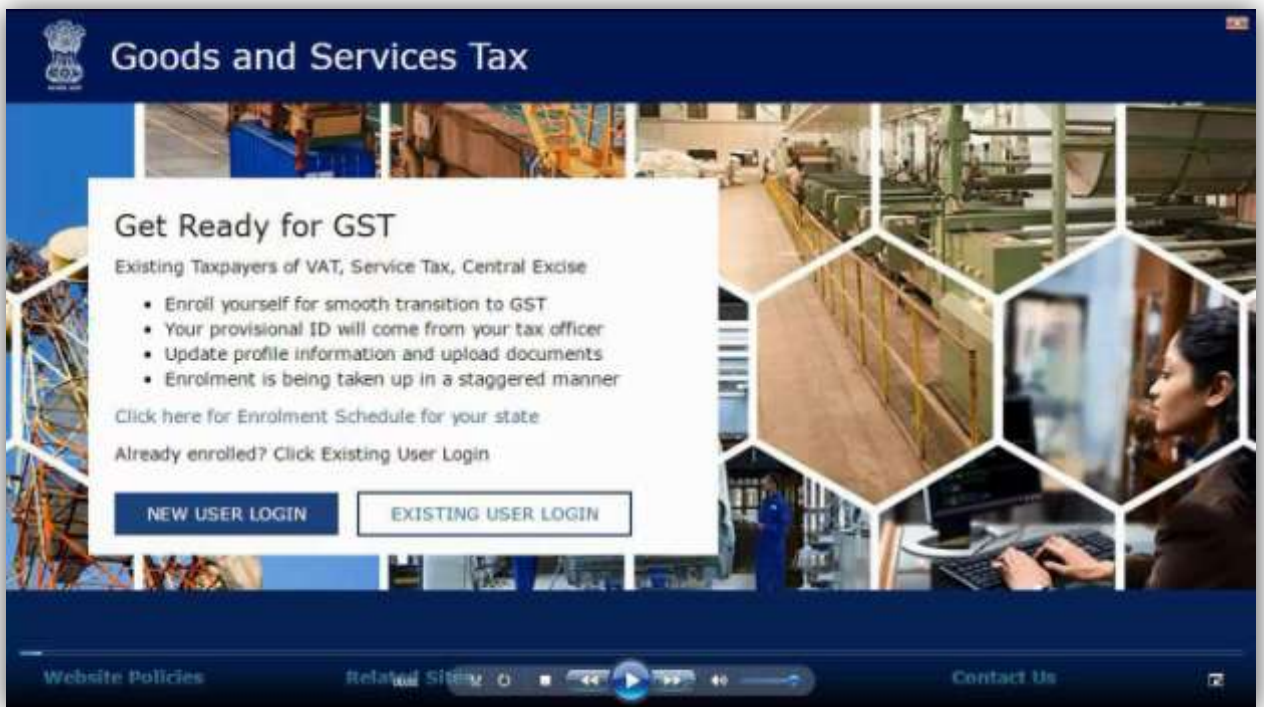 Goods and Services Tax
Get Ready for GST
Existing Taxpayers of VAT, Service Tax, Central Excise
• Enroll yourself for smooth transition to GST
• Your provisional ID will come from your tax officer
• Update profile information and upload documents
• Enrolment is being taken up in a staggered manner
Click here for Enrolment Schedule for your state
Already enrolled? Click Existing User Login
NEW USER LOGIN EXISTING USER LOGIN
Website Policies Related Contact Us